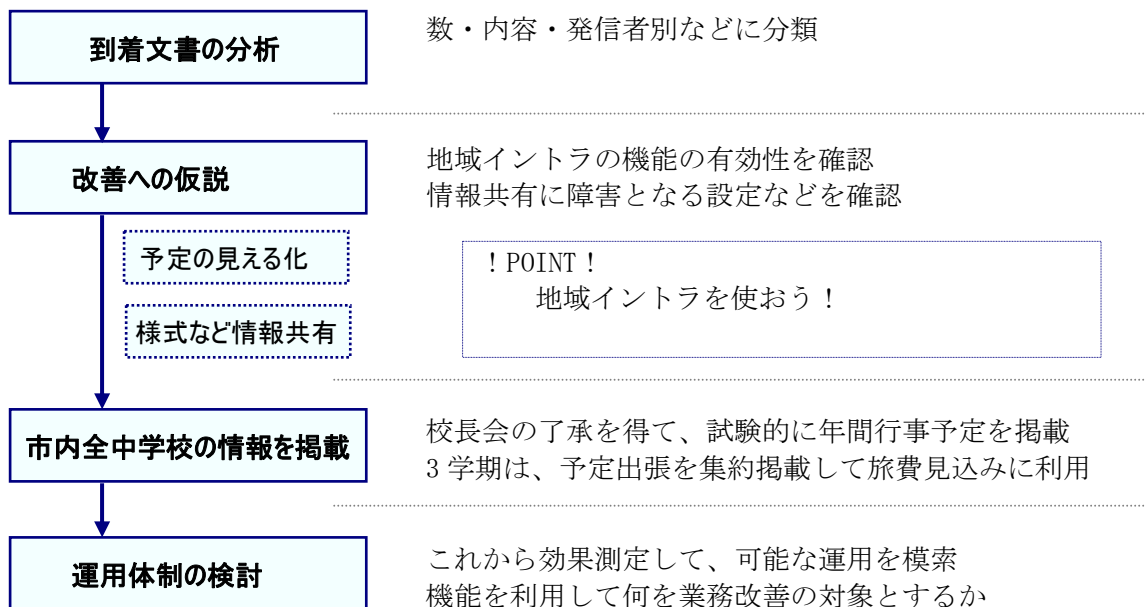 到着文書の分析
数・内容・発信者別などに分類
改善への仮説
地域イントラの機能の有効性を確認
情報共有に障害となる設定などを確認
予定の見える化
様式など情報共有
！POINT！
地域イントラを使おう！
市内全中学校の情報を掲載
校長会の了承を得て、試験的に年間行事予定を掲載
3 学期は、予定出張を集約掲載して旅費見込みに利用
運用体制の検討
これから効果測定して、可能な運用を模索
機能を利用して何を業務改善の対象とするか